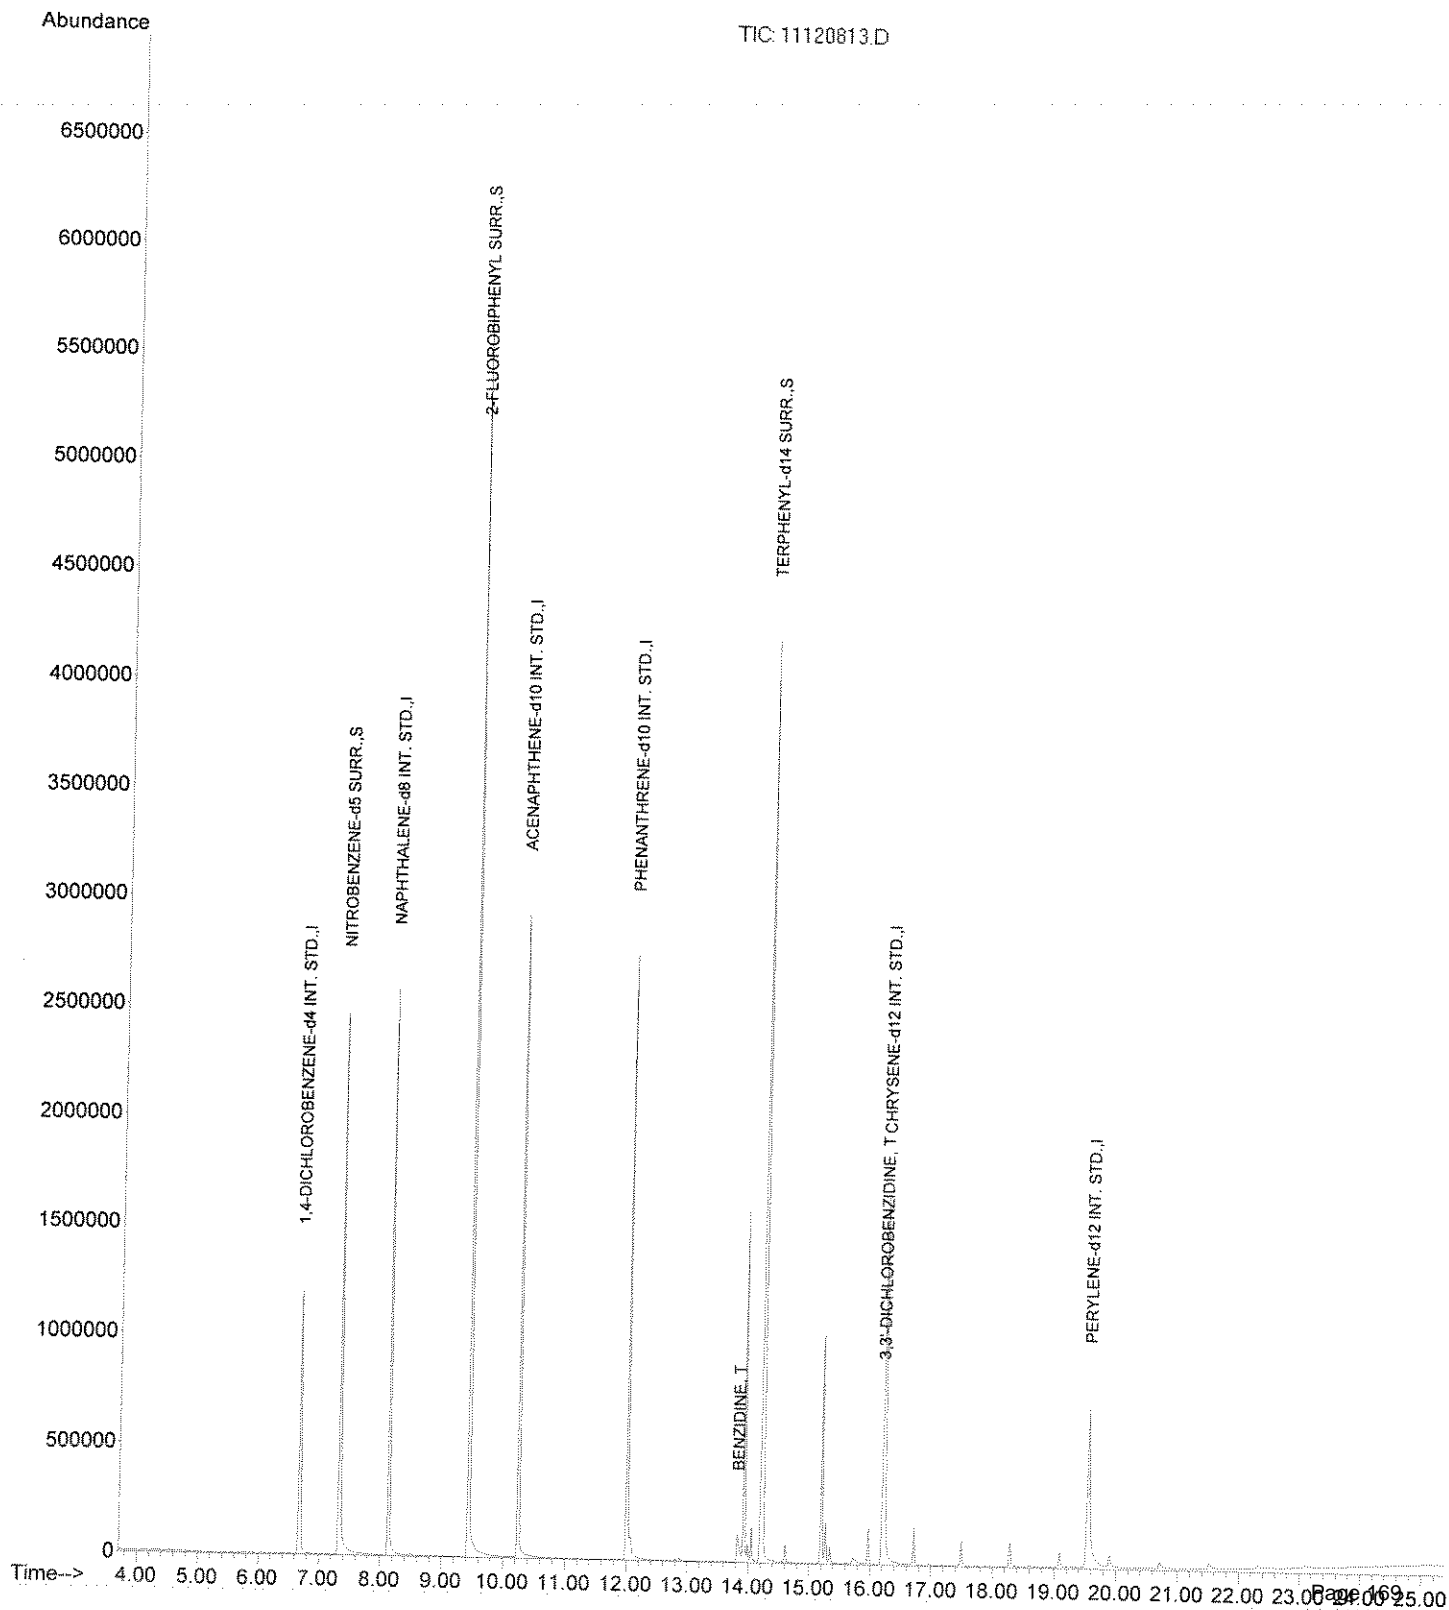 Abundance
TIC: 11120813.D
6500000
6000000
5500000
5000000
4500000
4000000
3500000
3000000
2500000
2000000
1500000
1000000
500000
0
1,4-DICHLOROBENZENE-d4 INT. STD.,I
NITROBENZENE-d5 SURR.,S
NAPHTHALENE-d8 INT. STD.,I
2-FLUOROBIPHENYL SURR.,S
ACENAPHTHENE-d10 INT. STD.,I
PHENANTHRENE-d10 INT. STD.,I
BENZIDINE, T
TERPHENYL-d14 SURR.,S
3,3'-DICHLOROBENZIDINE, T CHRYSENE-d12 INT. STD.,I
PERYLENE-d12 INT. STD.,I
Time--> 4.00 5.00 6.00 7.00 8.00 9.00 10.00 11.00 12.00 13.00 14.00 15.00 16.00 17.00 18.00 19.00 20.00 21.00 22.00 23.00 24.00 25.00
Page 169